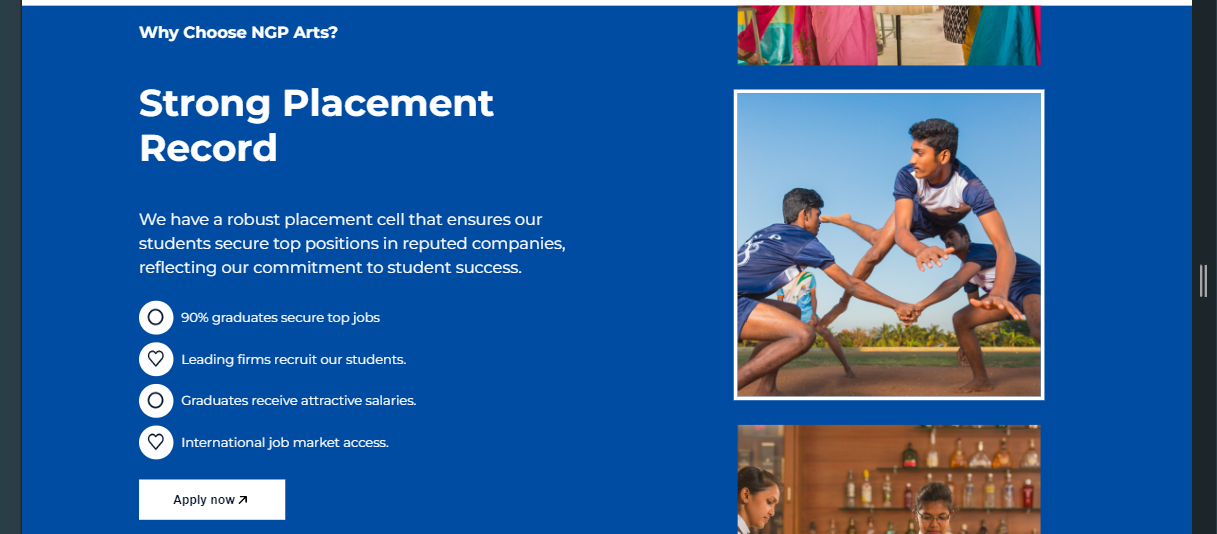 Why Choose NGP Arts?
Strong Placement
Record
We have a robust placement cell that ensures our
students secure top positions in reputed companies,
reflecting our commitment to student success.
90% graduates secure top jobs
Leading firms recruit our students.
Graduates receive attractive salaries.
International job market access.
Apply now